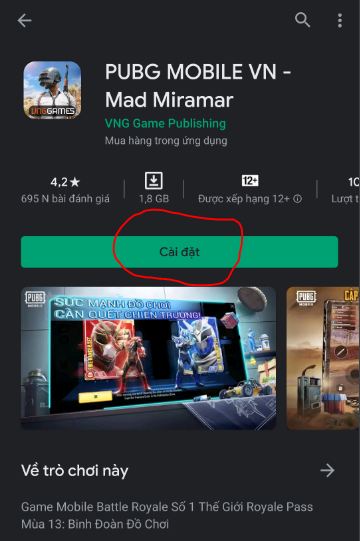 PUBG MOBILE VN -
Mad Miramar
VNG Game Publishing
Mua hàng trong ứng dụng
VNGGAMES
4,2★
695 N bài đánh giá
1,8 GB
12+
Được xếp hạng 12+
10
Lượt t
Cài đặt
PUBG
MOBILE
SỨC MẠNH ĐỒ CHƠI
CÀN QUÉT CHIẾN TRƯỜNG!
PUBG
MOBILE
CAP
Về trò chơi này
Game Mobile Battle Royale Số 1 Thế Giới Royale Pass
Mùa 13: Binh Đoàn Đồ Chơi